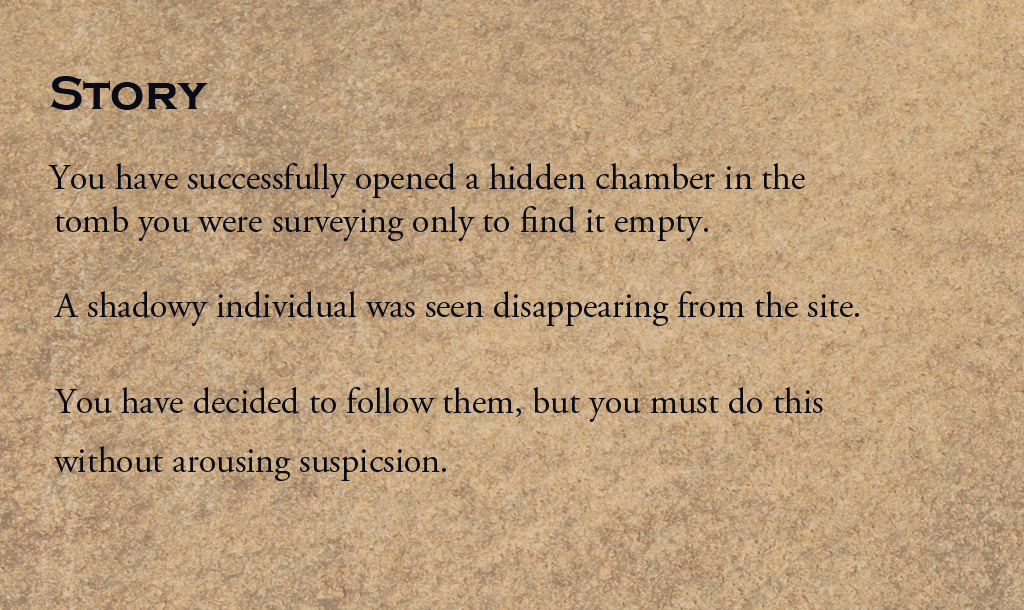 Story
You have successfully opened a hidden chamber in the
tomb you were surveying only to find it empty.
A shadowy individual was seen disappearing from the site.
You have decided to follow them, but you must do this
without arousing suspicsion.